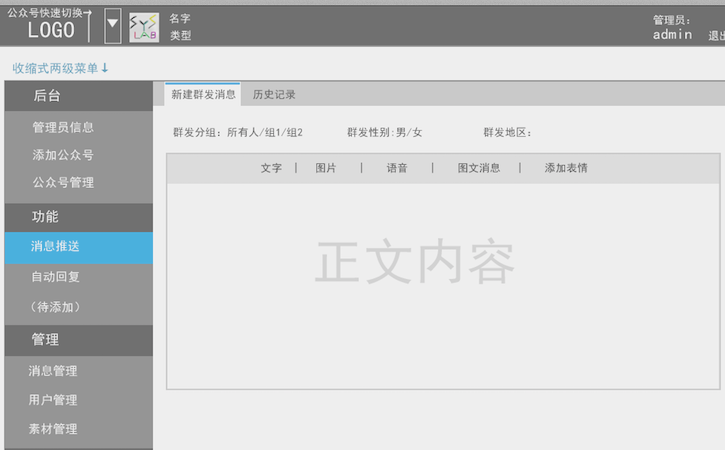 公众号快速切换→
LOGO
SYS LAB
名字
类型
管理员：
admin
退出
收缩式两级菜单↓
后台
管理员信息
添加公众号
公众号管理
功能
消息推送
自动回复
（待添加）
管理
消息管理
用户管理
素材管理
新建群发消息 历史记录
群发分组：所有人/组1/组2 群发性别:男/女 群发地区：
文字 | 图片 | 语音 | 图文消息 | 添加表情
正文内容